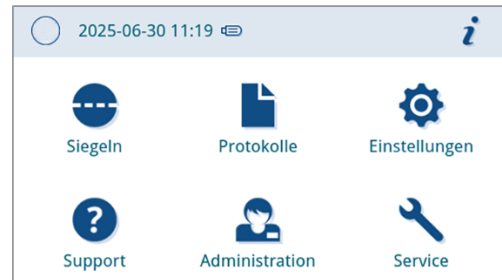 2025-06-30 11:19
Siegeln Protokolle Einstellungen
Support Administration Service